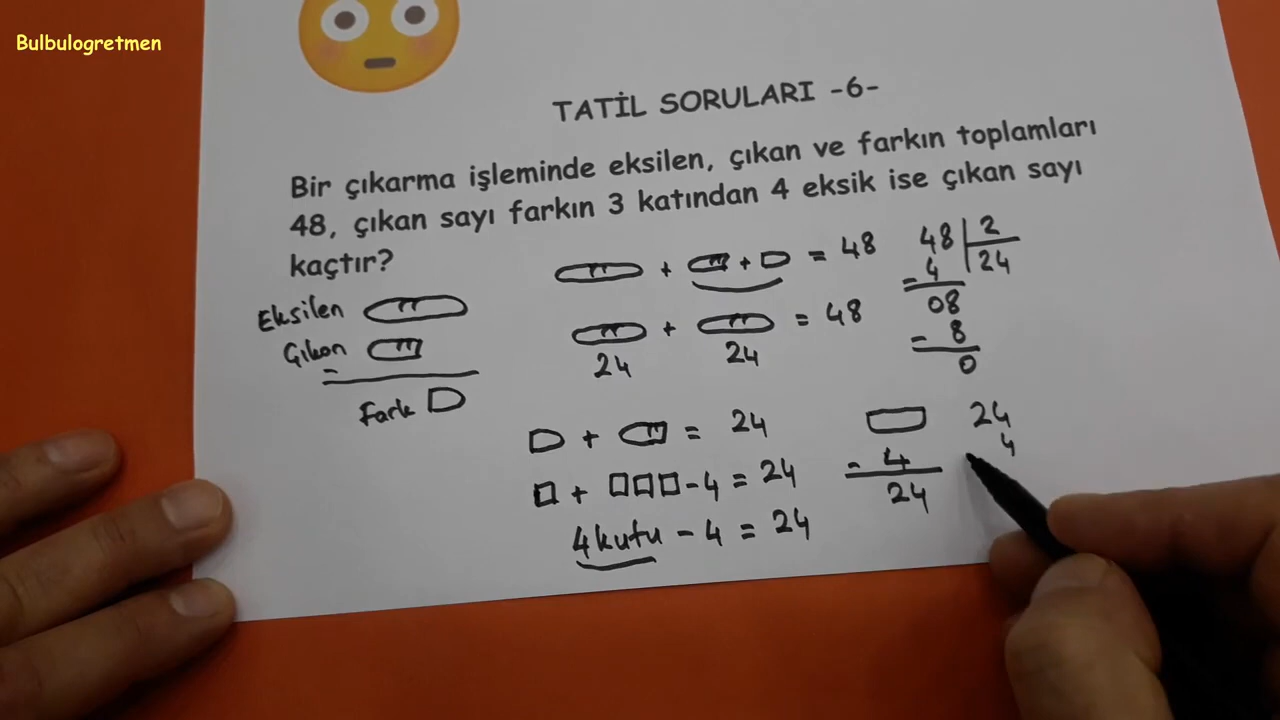 Bulbulogretmen
TATİL SORULARI -6-
Bir çıkarma işleminde eksilen, çıkan ve farkın toplamları
48, çıkan sayı farkın 3 katından 4 eksik ise çıkan sayı
kaçtır?
Eksilen
Çıkan
-
Fark
+ + = 48
+ = 48
24 24
48 2
- 4 24
08
- 8
0
+ = 24
□ + □□□ - 4 = 24
4 kutu - 4 = 24
- 4
24
24
4